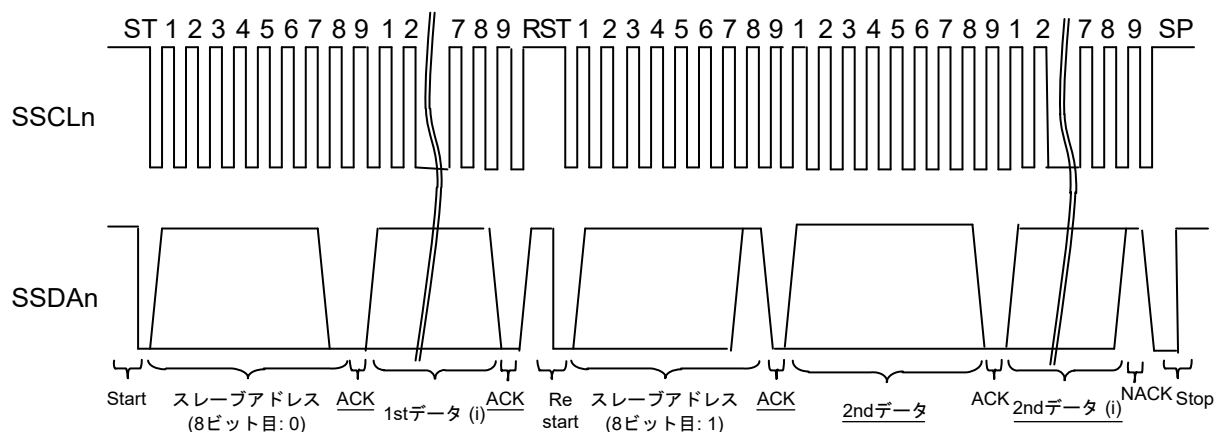 ST 1 2 3 4 5 6 7 8 9 1 2 7 8 9 RST 1 2 3 4 5 6 7 8 9 1 2 3 4 5 6 7 8 9 1 2 7 8 9 SP
SSCLn
SSDAn
Start
スレーブアドレス
(8ビット目: 0)
ACK
1stデータ (i)
ACK
Re
start
スレーブアドレス
(8ビット目: 1)
ACK
2ndデータ
ACK
2ndデータ (i)
NACK
Stop